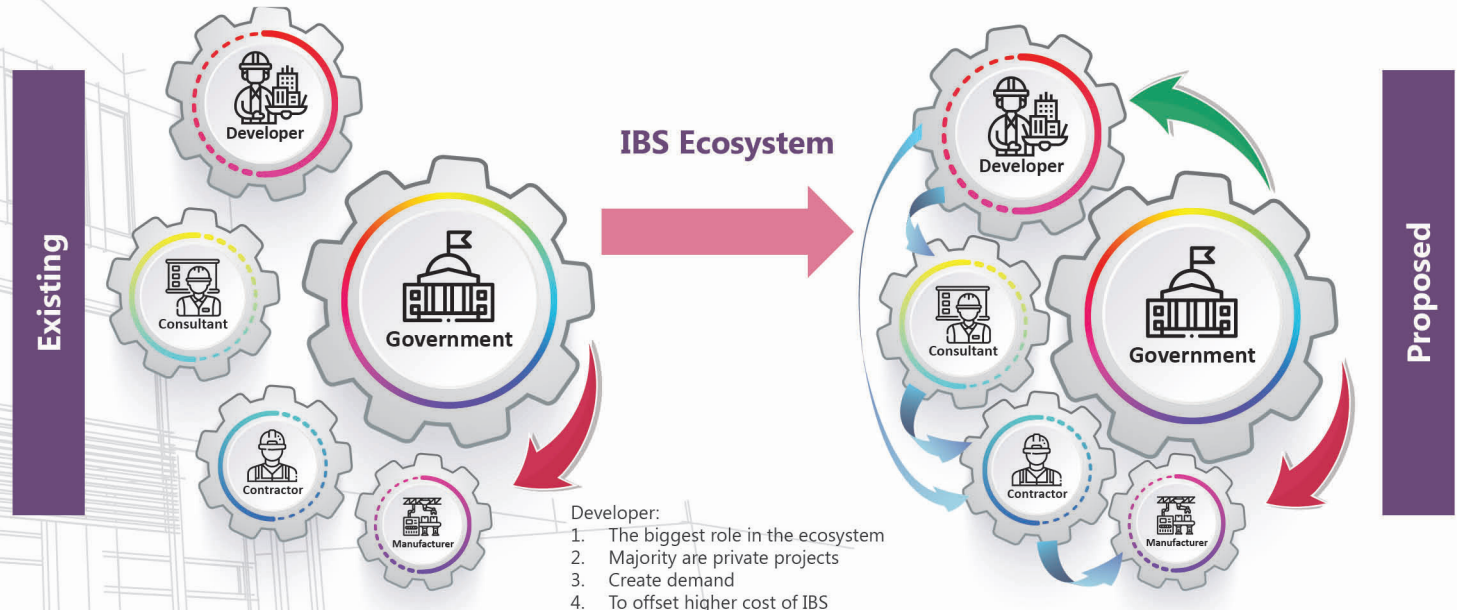 Existing
Developer
Consultant
Government
Contractor
Manufacturer
IBS Ecosystem
Developer:
1. The biggest role in the ecosystem
2. Majority are private projects
3. Create demand
4. To offset higher cost of IBS
Developer
Consultant
Government
Contractor
Manufacturer
Proposed